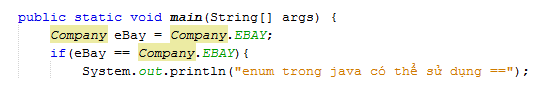 public static void main(String[] args) {
Company eBay = Company.EBAY;
if(eBay == Company.EBAY){
System.out.println("enum trong java có thể sử dụng ==");